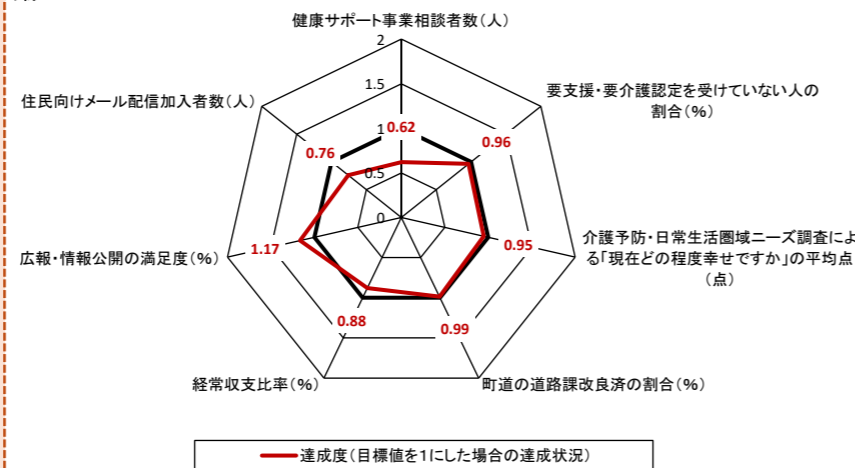 健康サポート事業相談者数(人)
2
1.5
1
0.5
0
0.62
住民向けメール配信加入者数(人)
0.76
要支援・要介護認定を受けていない人の
割合(%)
0.96
広報・情報公開の満足度(%)
1.17
介護予防・日常生活圏域ニーズ調査によ
る「現在どの程度幸せですか」の平均点
(点)
0.95
経常収支比率(%)
0.88
町道の道路課改良済の割合(%)
0.99
達成度(目標値を1にした場合の達成状況)